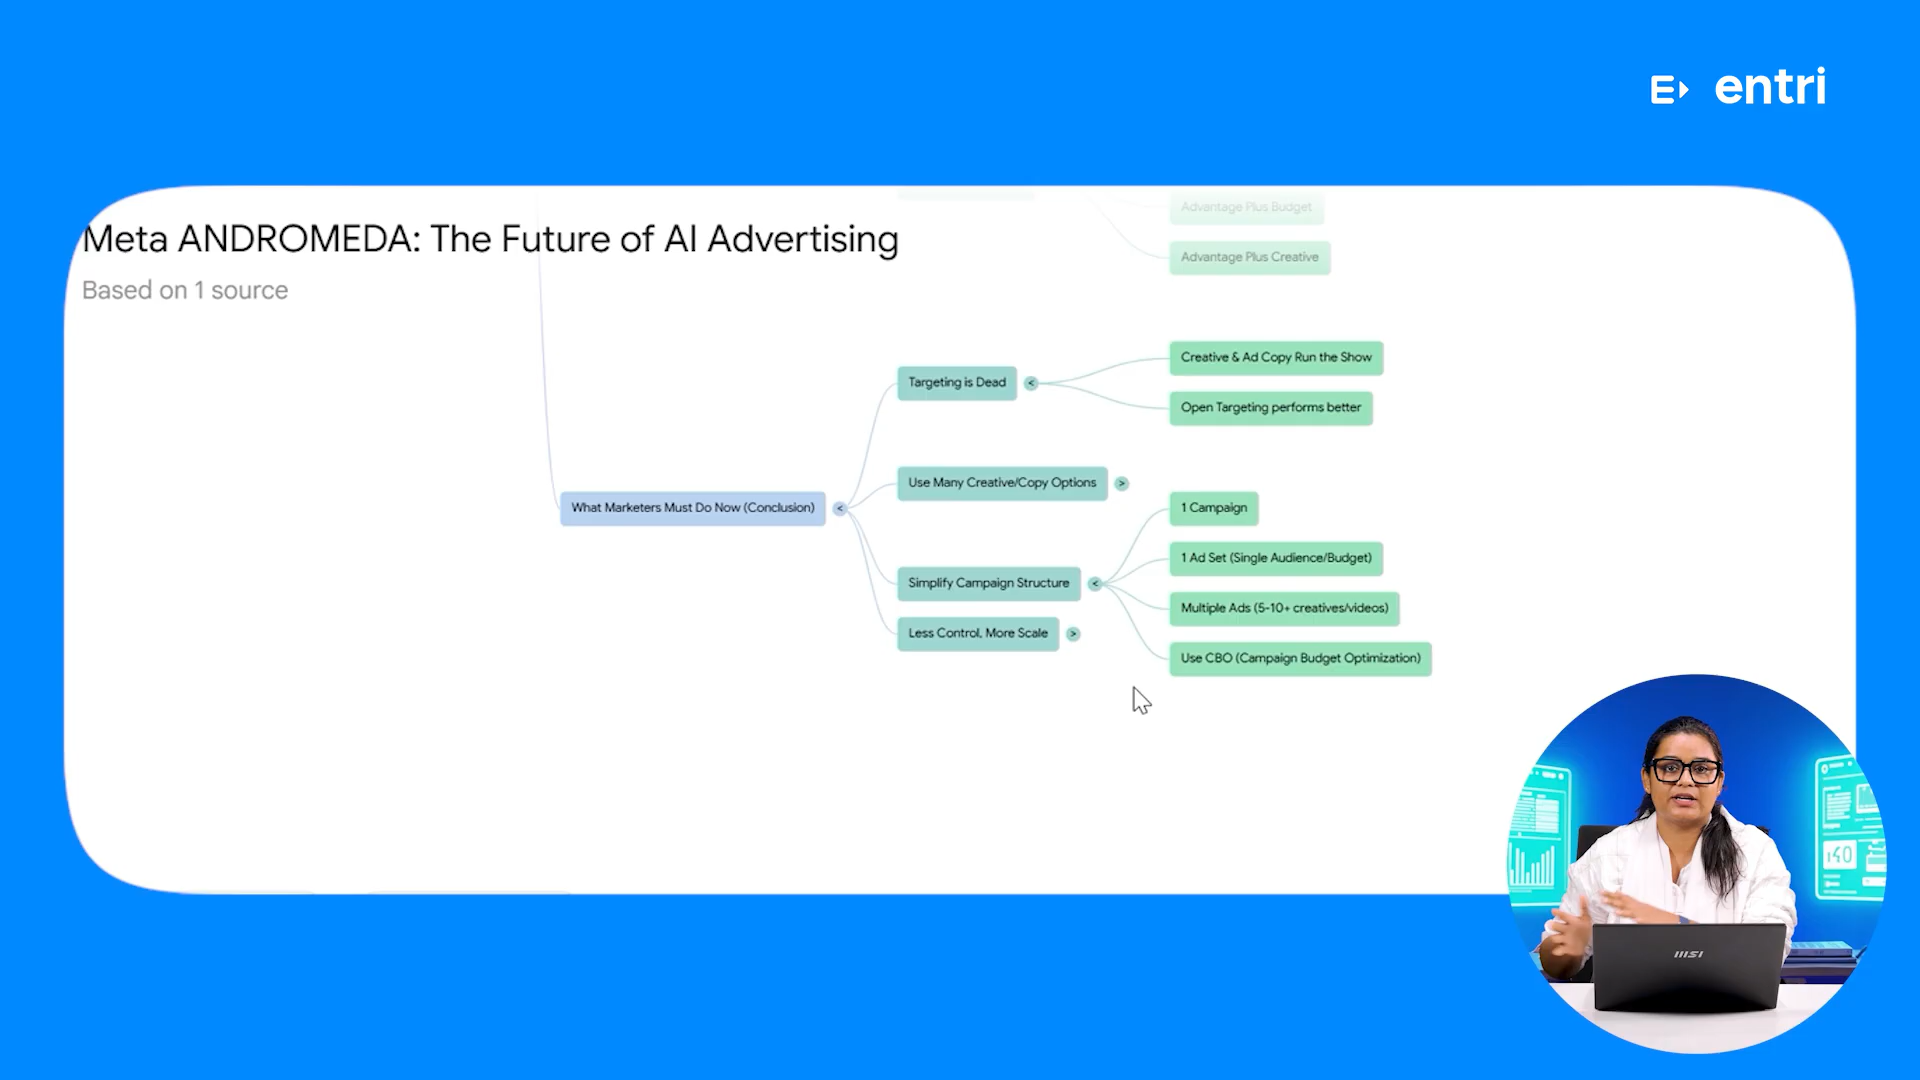 E entri
Meta ANDROMEDA: The Future of AI Advertising
Based on 1 source
Advantage Plus Budget
Advantage Plus Creative
What Marketers Must Do Now (Conclusion)
<
Targeting is Dead
<
Creative & Ad Copy Run the Show
Open Targeting performs better
Use Many Creative/Copy Options
>
Simplify Campaign Structure
<
1 Campaign
1 Ad Set (Single Audience/Budget)
Multiple Ads (5-10+ creatives/videos)
Use CBO (Campaign Budget Optimization)
Less Control, More Scale
>
40
msi